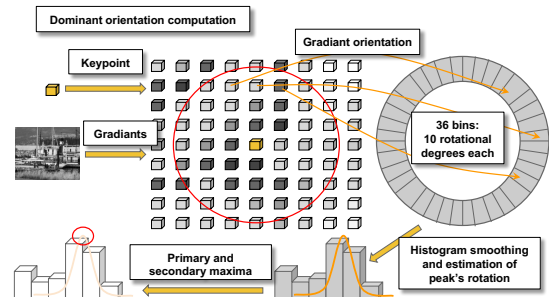 Dominant orientation computation
Gradiant orientation
Keypoint
Gradiants
36 bins:
10 rotational
degrees each
Primary and
secondary maxima
Histogram smoothing
and estimation of
peak's rotation